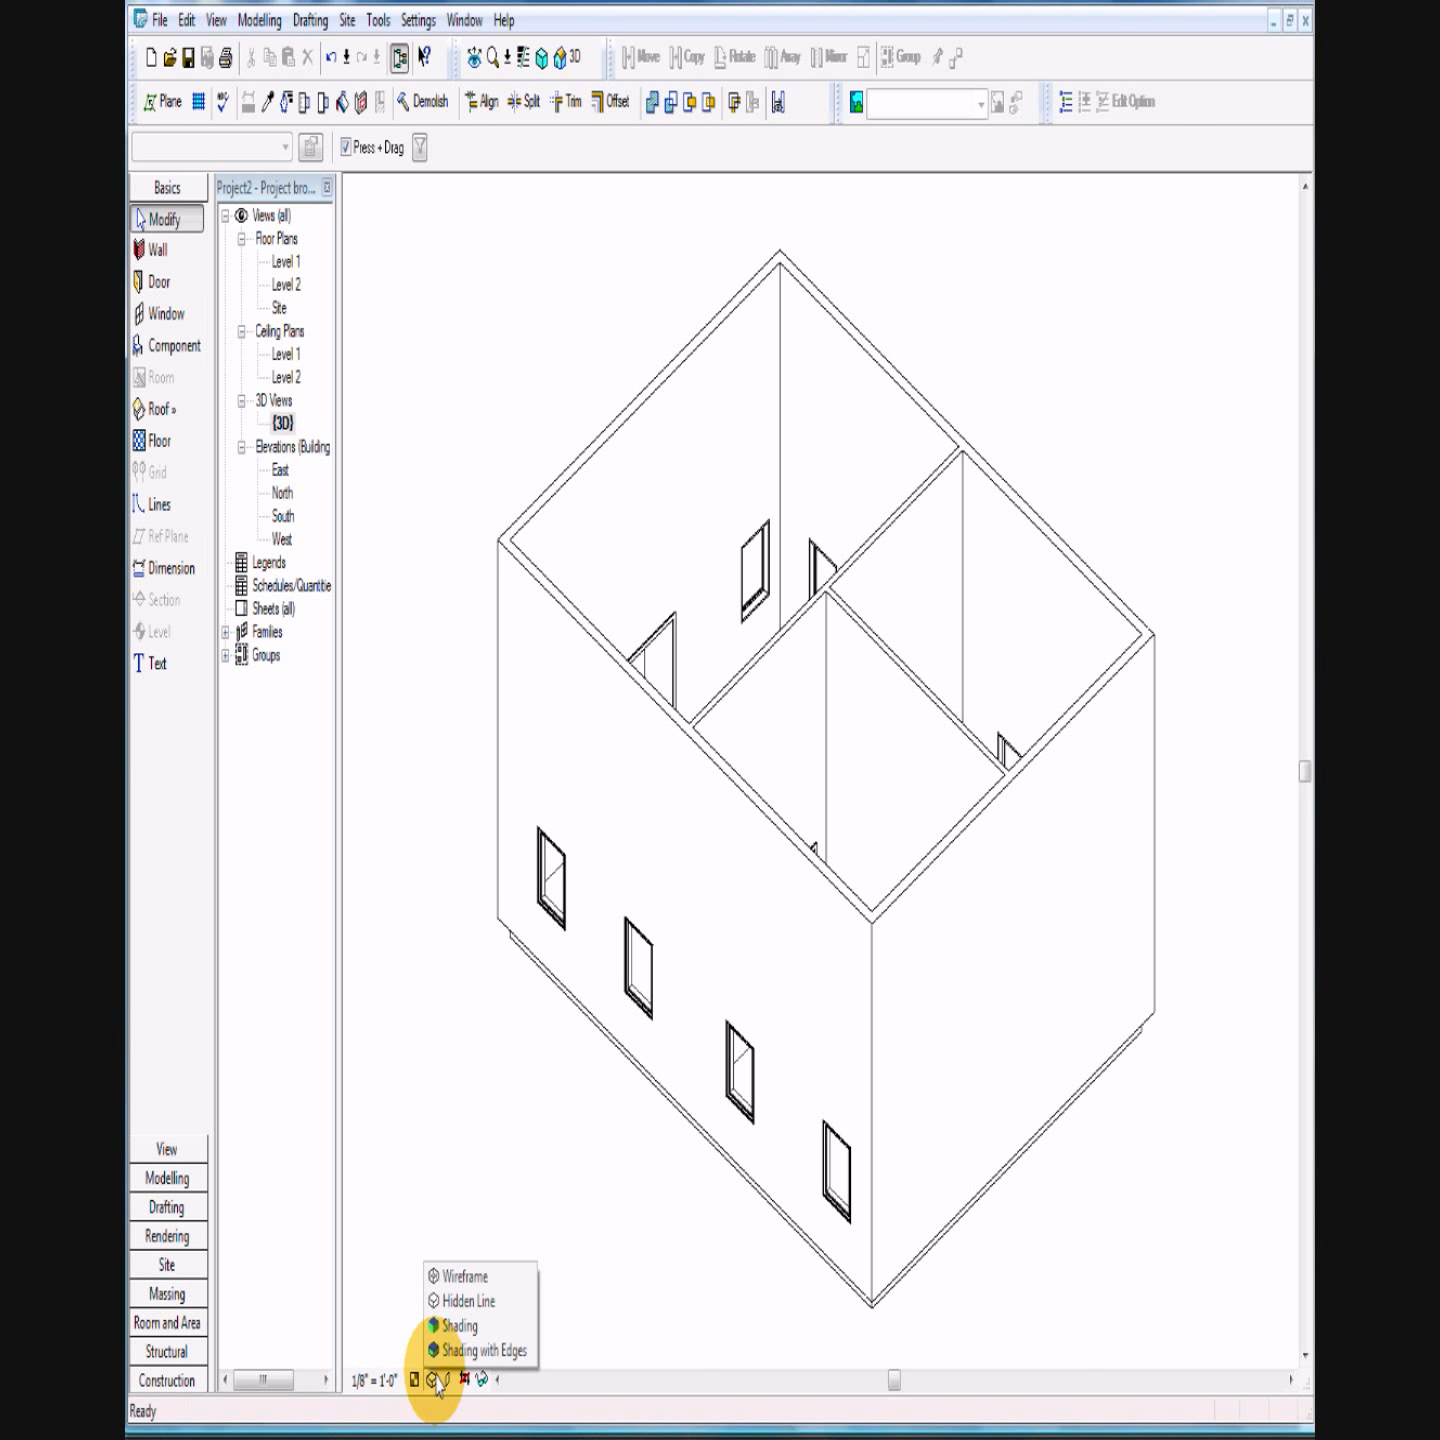 File Edit View Modelling Drafting Site Tools Settings Window Help
3D Move Copy Rotate Array Mirror Group
Plane Demolish Align Split Trim Offset Edit Option
Press + Drag
Basics
Modify
Wall
Door
Window
Component
Room
Roof »
Floor
Grid
Lines
Ref Plane
Dimension
Section
Level
Text
View
Modelling
Drafting
Rendering
Site
Massing
Room and Area
Structural
Construction
Project2 - Project bro...
Views (all)
Floor Plans
Level 1
Level 2
Site
Ceiling Plans
Level 1
Level 2
3D Views
{3D}
Elevations (Building
East
North
South
West
Legends
Schedules/Quantitie
Sheets (all)
Families
Groups
Wireframe
Hidden Line
Shading
Shading with Edges
1/8" = 1'-0"
Ready